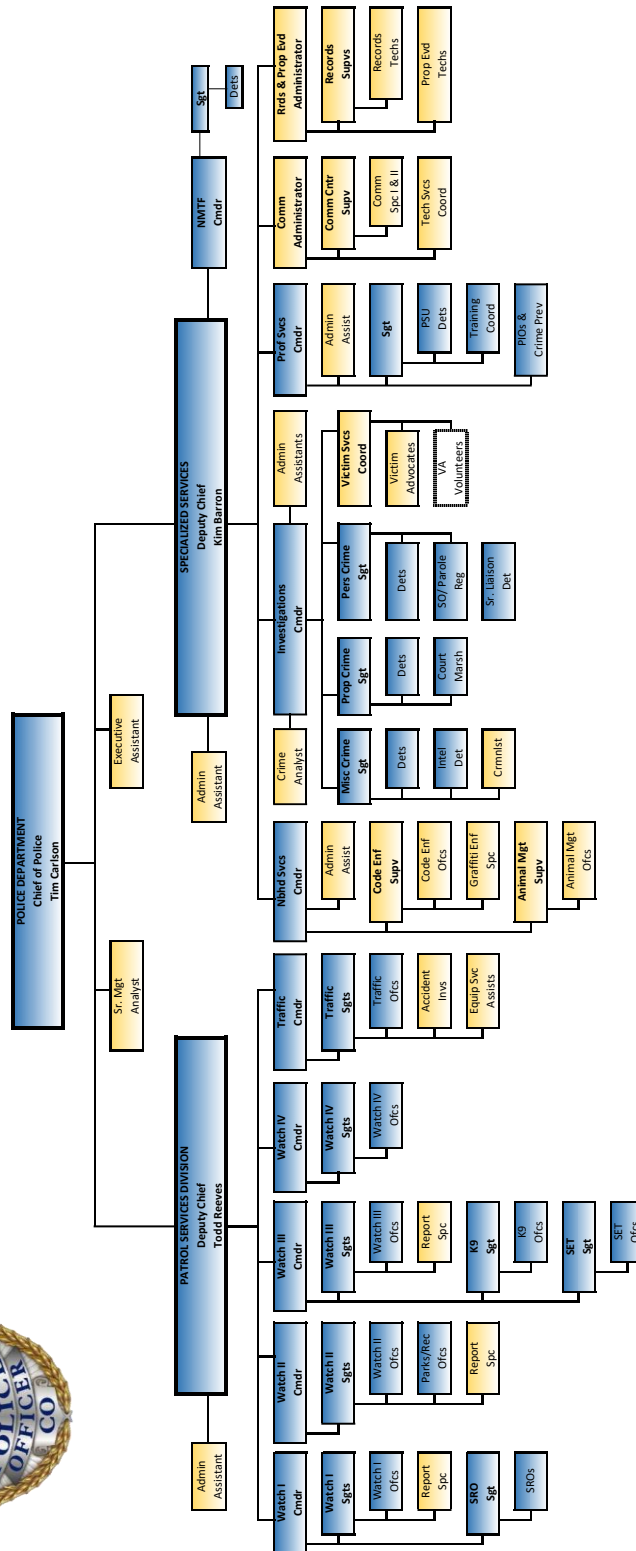 POLICE
OFFICER
CO
POLICE DEPARTMENT
Chief of Police
Tim Carlson
Sr. Mgt
Analyst
Executive
Assistant
PATROL SERVICES DIVISION
Deputy Chief
Todd Reeves
Admin
Assistant
SPECIALIZED SERVICES
Deputy Chief
Kim Barron
Admin
Assistant
NMTF
Cmdr
Sgt
Dets
Watch I
Cmdr
Watch I
Sgts
Watch I
Ofcs
Report
Spc
SRO
Sgt
SROs
Watch II
Cmdr
Watch II
Sgts
Watch II
Ofcs
Parks/Rec
Ofcs
Report
Spc
Watch III
Cmdr
Watch III
Sgts
Watch III
Ofcs
Report
Spc
K9
Sgt
K9
Ofcs
SET
Sgt
SET
Ofcs
Watch IV
Cmdr
Watch IV
Sgts
Watch IV
Ofcs
Traffic
Cmdr
Traffic
Sgts
Traffic
Ofcs
Accident
Invs
Equip Svc
Assists
Nbhd Svcs
Cmdr
Admin
Assist
Code Enf
Supv
Code Enf
Ofcs
Graffiti Enf
Spc
Animal Mgt
Supv
Animal Mgt
Ofcs
Crime
Analyst
Investigations
Cmdr
Admin
Assistants
Misc Crime
Sgt
Dets
Intel
Det
Crmnlst
Prop Crime
Sgt
Dets
Court
Marsh
Pers Crime
Sgt
Dets
SO/ Parole
Reg
Sr. Liaison
Det
Victim Svcs
Coord
Victim
Advocates
VA
Volunteers
Prof Svcs
Cmdr
Admin
Assist
Sgt
PSU
Dets
Training
Coord
PIOs &
Crime Prev
Comm
Administrator
Comm Cntr
Supv
Comm
Spc I & II
Tech Svcs
Coord
Rrds & Prop Evd
Administrator
Records
Supvs
Records
Techs
Prop Evd
Techs